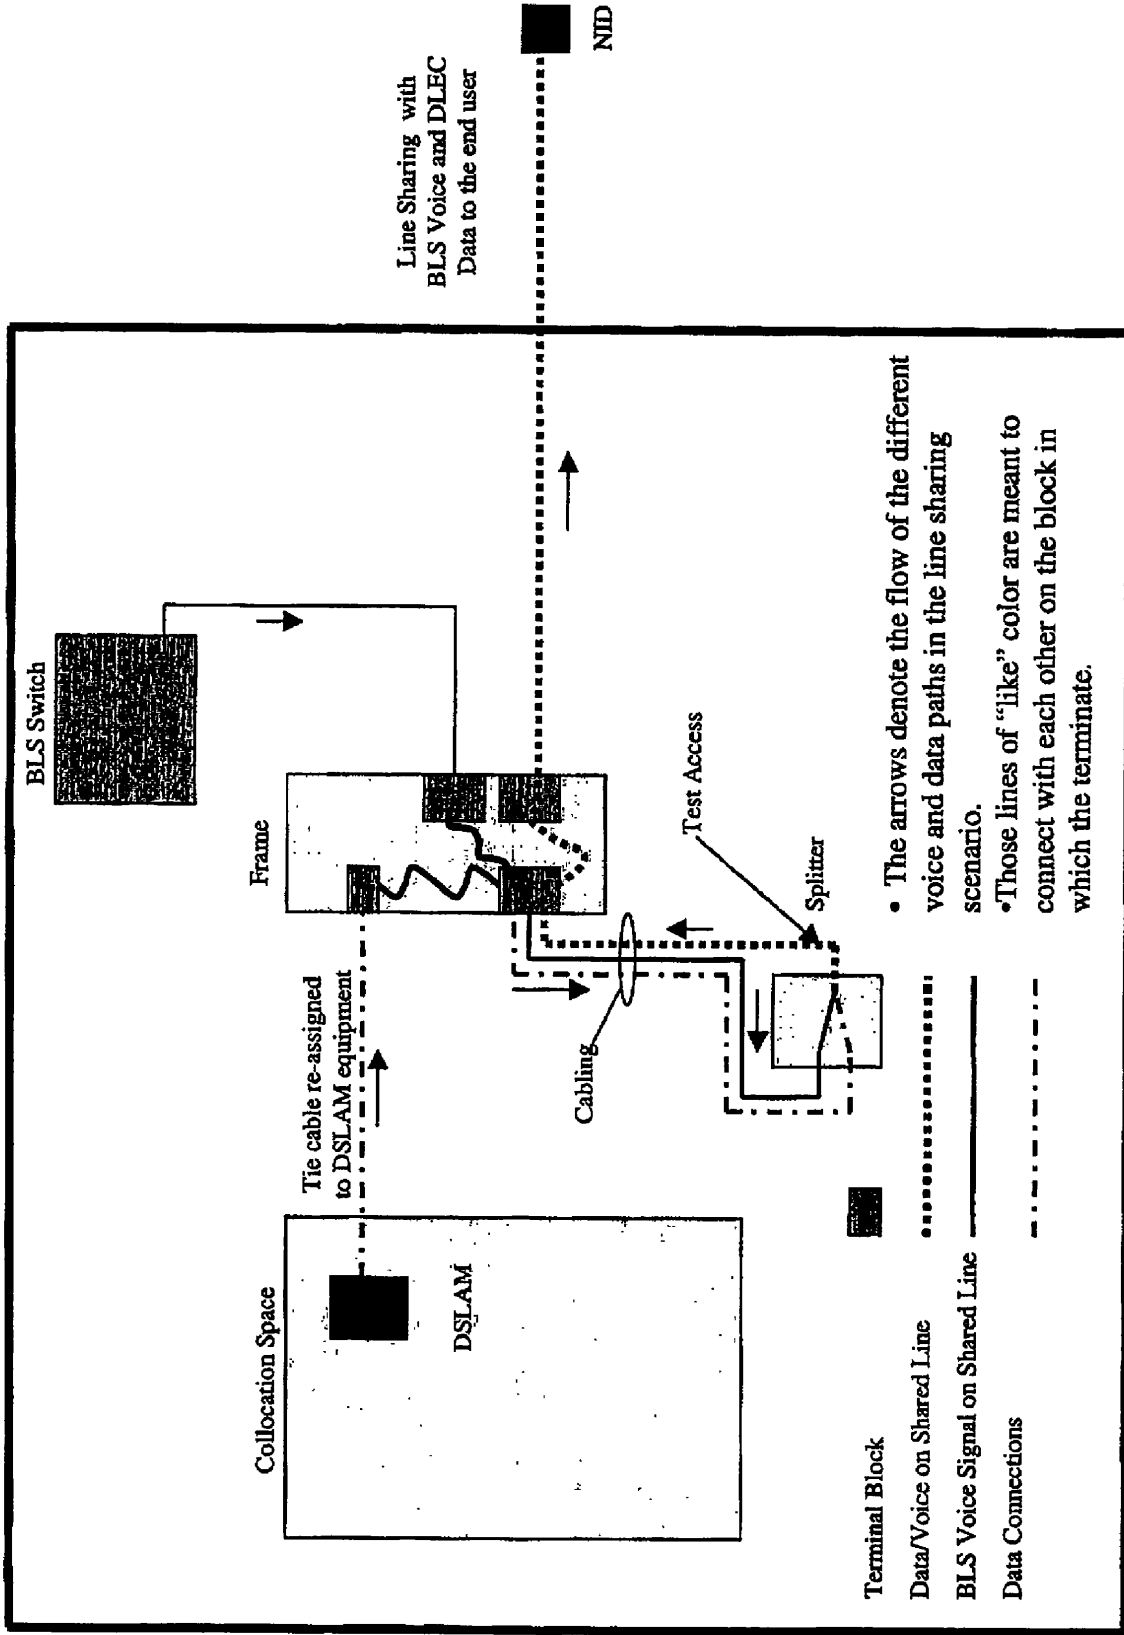 BLS Switch
Line Sharing with
BLS Voice and DLEC
Data to the end user
NID
Frame
Tie cable re-assigned
to DSLAM equipment
Collocation Space
DSLAM
Cabling
Test Access
Splitter
Terminal Block
Data/Voice on Shared Line
BLS Voice Signal on Shared Line
Data Connections
• The arrows denote the flow of the different
voice and data paths in the line sharing
scenario.
•Those lines of "like" color are meant to
connect with each other on the block in
which the terminate.